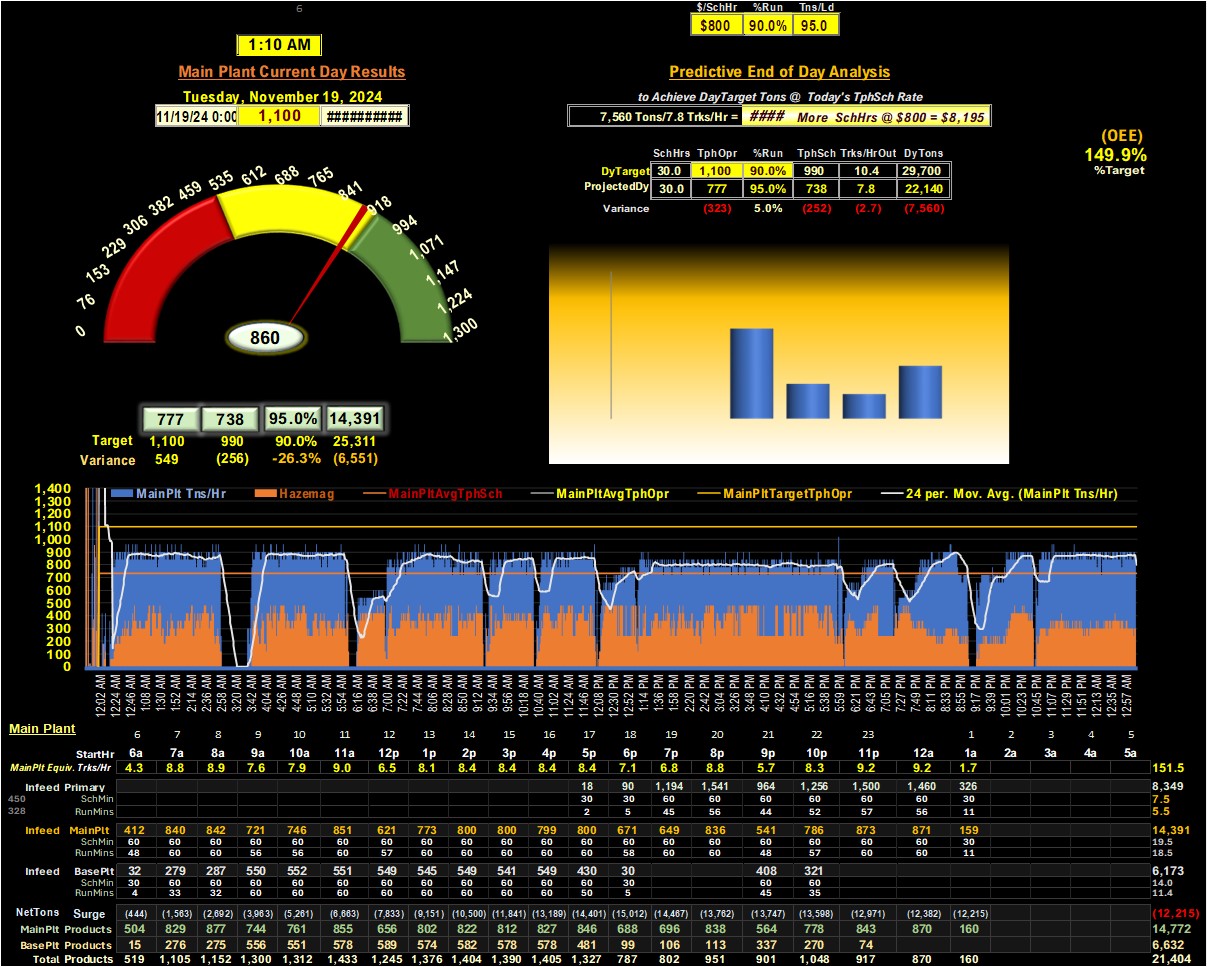 6
$/SchHr %Run Tns/Ld
$800 90.0% 95.0
1:10 AM
Main Plant Current Day Results
Predictive End of Day Analysis
Tuesday, November 19, 2024
to Achieve DayTarget Tons @ Today's TphSch Rate
11/19/24 0:00 1,100 ##########
7,560 Tons/7.8 Trks/Hr = #### More SchHrs @ $800 = $8,195
(OEE)
149.9%
%Target
SchHrs TphOpr %Run TphSch Trks/HrOut DyTons
DyTarget 30.0 1,100 90.0% 990 10.4 29,700
ProjectedDy 30.0 777 95.0% 738 7.8 22,140
Variance (323) 5.0% (252) (2.7) (7,560)
0 76 153 229 306 382 459 535 612 688 765 841 918 994 1,071 1,147 1,224 1,300
860
777 738 95.0% 14,391
Target 1,100 990 90.0% 25,311
Variance 549 (256) -26.3% (6,551)
MainPlt Tns/Hr Hazemag MainPltAvgTphSch MainPltAvgTphOpr MainPltTargetTphOpr 24 per. Mov. Avg. (MainPlt Tns/Hr)
1,400
1,300
1,200
1,100
1,000
900
800
700
600
500
400
300
200
100
0
12:02 AM 12:24 AM 12:46 AM 1:08 AM 1:30 AM 1:52 AM 2:14 AM 2:36 AM 2:58 AM 3:20 AM 3:42 AM 4:04 AM 4:26 AM 4:48 AM 5:10 AM 5:32 AM 5:54 AM 6:16 AM 6:38 AM 7:00 AM 7:22 AM 7:44 AM 8:06 AM 8:28 AM 8:50 AM 9:12 AM 9:34 AM 9:56 AM 10:18 AM 10:40 AM 11:02 AM 11:24 AM 11:46 AM 12:08 PM 12:30 PM 12:52 PM 1:14 PM 1:36 PM 1:58 PM 2:20 PM 2:42 PM 3:04 PM 3:26 PM 3:48 PM 4:10 PM 4:32 PM 4:54 PM 5:16 PM 5:37 PM 5:59 PM 6:21 PM 6:43 PM 7:05 PM 7:27 PM 7:49 PM 8:11 PM 8:33 PM 8:55 PM 9:17 PM 9:39 PM 10:01 PM 10:23 PM 10:45 PM 11:07 PM 11:29 PM 11:51 PM 12:13 AM 12:35 AM 12:57 AM
Main Plant 6 7 8 9 10 11 12 13 14 15 16 17 18 19 20 21 22 23 1 2 3 4 5
StartHr 6a 7a 8a 9a 10a 11a 12p 1p 2p 3p 4p 5p 6p 7p 8p 9p 10p 11p 12a 1a 2a 3a 4a 5a
MainPlt Equiv. Trks/Hr 4.3 8.8 8.9 7.6 7.9 9.0 6.5 8.1 8.4 8.4 8.4 8.4 7.1 6.8 8.8 5.7 8.3 9.2 9.2 1.7 151.5
Infeed Primary 18 90 1,194 1,541 964 1,256 1,500 1,460 326 8,349
450 SchMin 30 30 60 60 60 60 60 60 30 7.5
328 RunMins 2 5 45 56 44 52 57 56 11 5.5
Infeed MainPlt 412 840 842 721 746 851 621 773 800 800 799 800 671 649 836 541 786 873 871 159 14,391
SchMin 60 60 60 60 60 60 60 60 60 60 60 60 60 60 60 60 60 60 60 30 19.5
RunMins 48 60 60 56 56 60 57 60 60 60 60 60 58 60 60 48 57 60 60 11 18.5
Infeed BasePlt 32 279 287 550 552 551 549 545 549 541 549 430 30 408 321 6,173
SchMin 30 60 60 60 60 60 60 60 60 60 60 60 30 60 60 14.0
RunMins 4 33 32 60 60 60 60 60 60 60 60 50 5 45 35 11.4
NetTons Surge (444) (1,563) (2,692) (3,963) (5,261) (6,663) (7,833) (9,151) (10,500) (11,841) (13,189) (14,401) (15,012) (14,467) (13,762) (13,747) (13,598) (12,971) (12,382) (12,215) (12,215)
MainPlt Products 504 829 877 744 761 855 656 802 822 812 827 846 688 696 838 564 778 843 870 160 14,772
BasePlt Products 15 276 275 556 551 578 589 574 582 578 578 481 99 106 113 337 270 74 6,632
Total Products 519 1,105 1,152 1,300 1,312 1,433 1,245 1,376 1,404 1,390 1,405 1,327 787 802 951 901 1,048 917 870 160 21,404